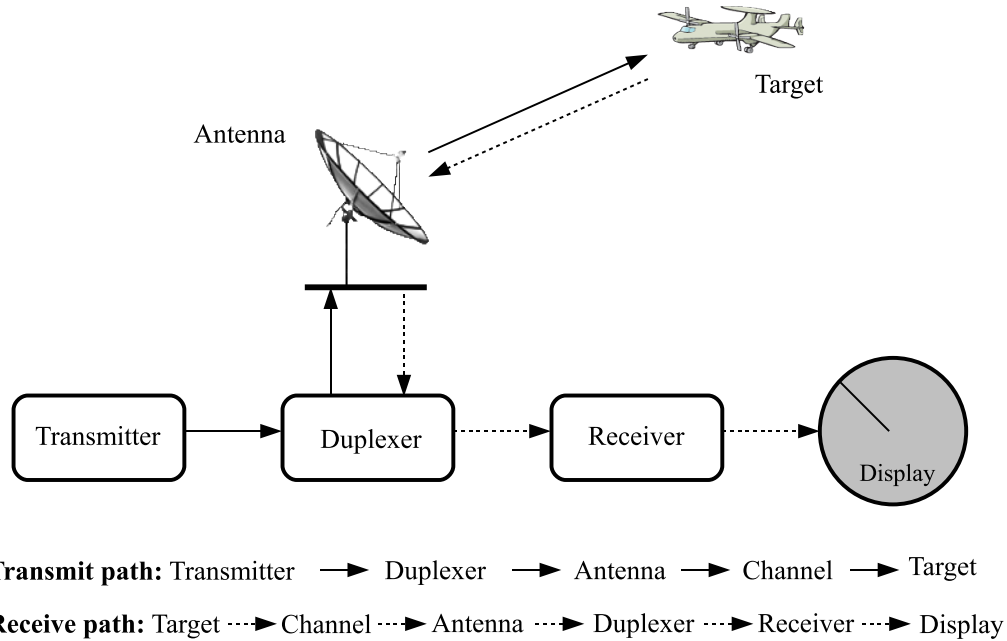 Target
Antenna
Transmitter
Duplexer
Receiver
Display
Transmit path: Transmitter Duplexer Antenna Channel Target
Receive path: Target Channel Antenna Duplexer Receiver Display